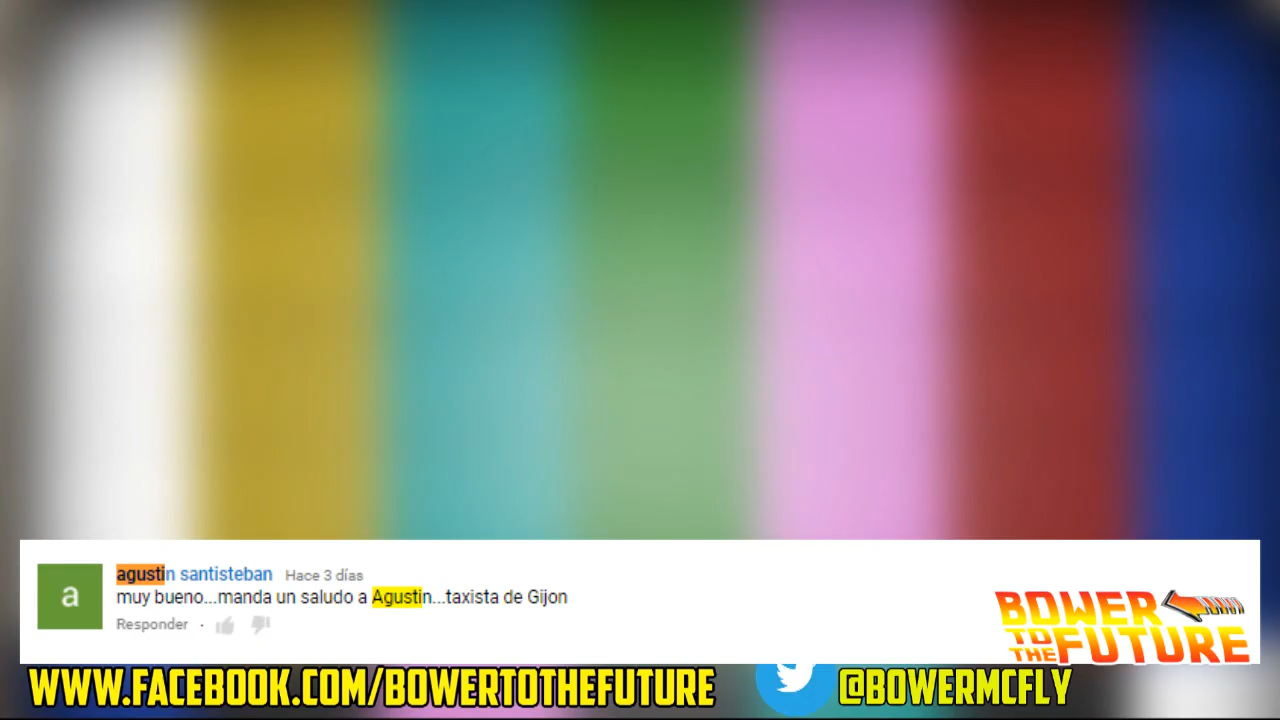 a
agustin santisteban Hace 3 días
muy bueno...manda un saludo a Agustin...taxista de Gijon
Responder ·
BOWER
TO THE FUTURE
WWW.FACEBOOK.COM/BOWERTOTHEFUTURE
@BOWERMCFLY